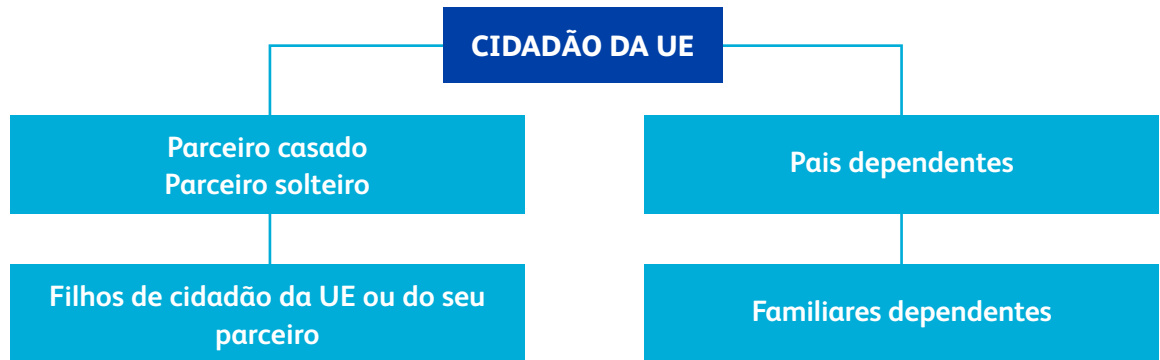 CIDADÃO DA UE
Parceiro casado
Parceiro solteiro
Pais dependentes
Filhos de cidadão da UE ou do seu
parceiro
Familiares dependentes